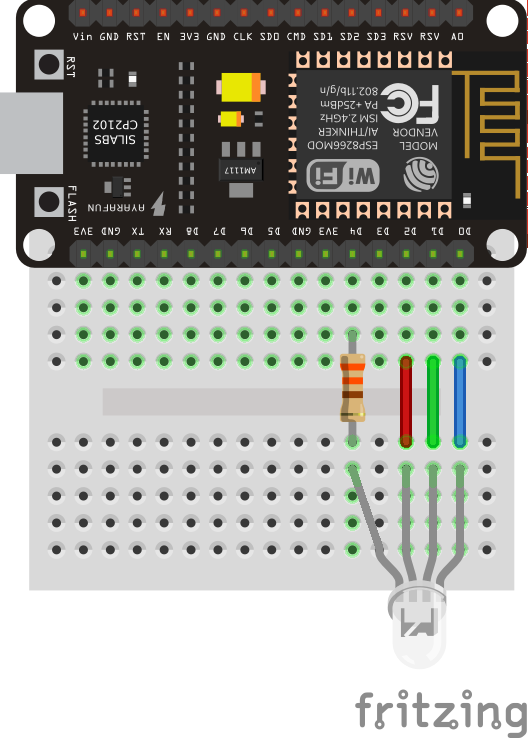 Vin GND RST EN 3V3 GND CLK SD0 CMD SD1 SD2 SD3 RSV RSV A0
RST
SILABS
CP2102
AM1117
802.11b/g/n
PA +25dBm
ISM 2.4GHz
AI/THINKER
ESP8266MOD
FC
VENDOR
MODEL
Wi Fi
FLASH
AYARAFUN
3V3 GND TX RX D8 D7 D6 D5 GND 3V3 D4 D3 D2 D1 D0
fritzing